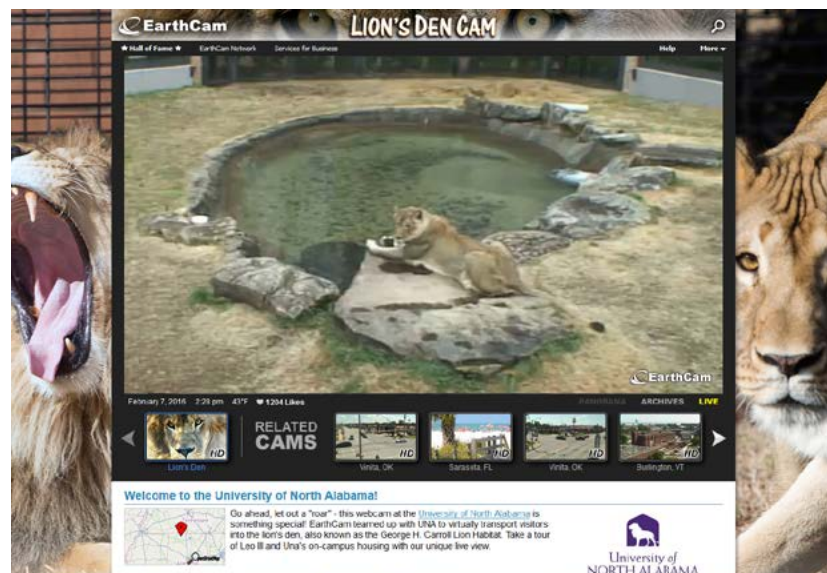 EarthCam
LION'S DEN CAM
★ Hall of Fame ★ EarthCam Network Services for Business Help More
EarthCam
February 7, 2016 2:29 pm 43°F ♥ 1204 Likes PANORAMA ARCHIVES LIVE
RELATED
CAMS
HD HD HD HD HD
Lion's Den Vinita, OK Sarasota, FL Vinita, OK Burlington, VT
Welcome to the University of North Alabama!
Go ahead, let out a "roar" - this webcam at the University of North Alabama is
something special! EarthCam teamed up with UNA to virtually transport visitors
into the lion's den, also known as the George H. Carroll Lion Habitat. Take a tour
of Leo III and Una's on-campus housing with our unique live view.
University of
NORTH ALABAMA